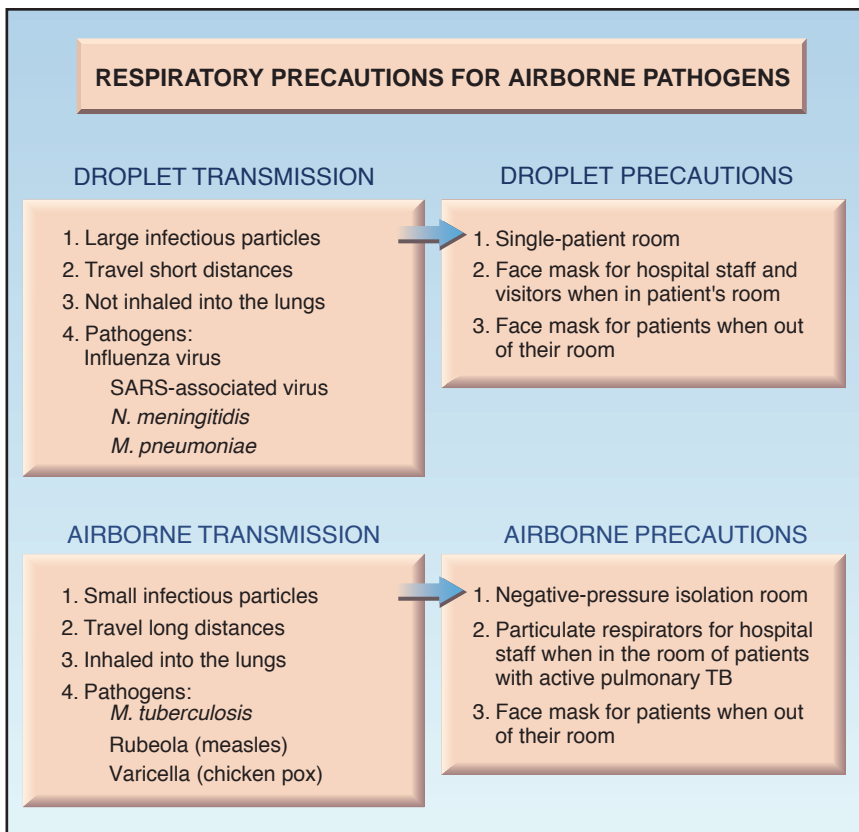 RESPIRATORY PRECAUTIONS FOR AIRBORNE PATHOGENS
DROPLET TRANSMISSION
1. Large infectious particles
2. Travel short distances
3. Not inhaled into the lungs
4. Pathogens:
Influenza virus
SARS-associated virus
N. meningitidis
M. pneumoniae
DROPLET PRECAUTIONS
1. Single-patient room
2. Face mask for hospital staff and
visitors when in patient's room
3. Face mask for patients when out
of their room
AIRBORNE TRANSMISSION
1. Small infectious particles
2. Travel long distances
3. Inhaled into the lungs
4. Pathogens:
M. tuberculosis
Rubeola (measles)
Varicella (chicken pox)
AIRBORNE PRECAUTIONS
1. Negative-pressure isolation room
2. Particulate respirators for hospital
staff when in the room of patients
with active pulmonary TB
3. Face mask for patients when out
of their room